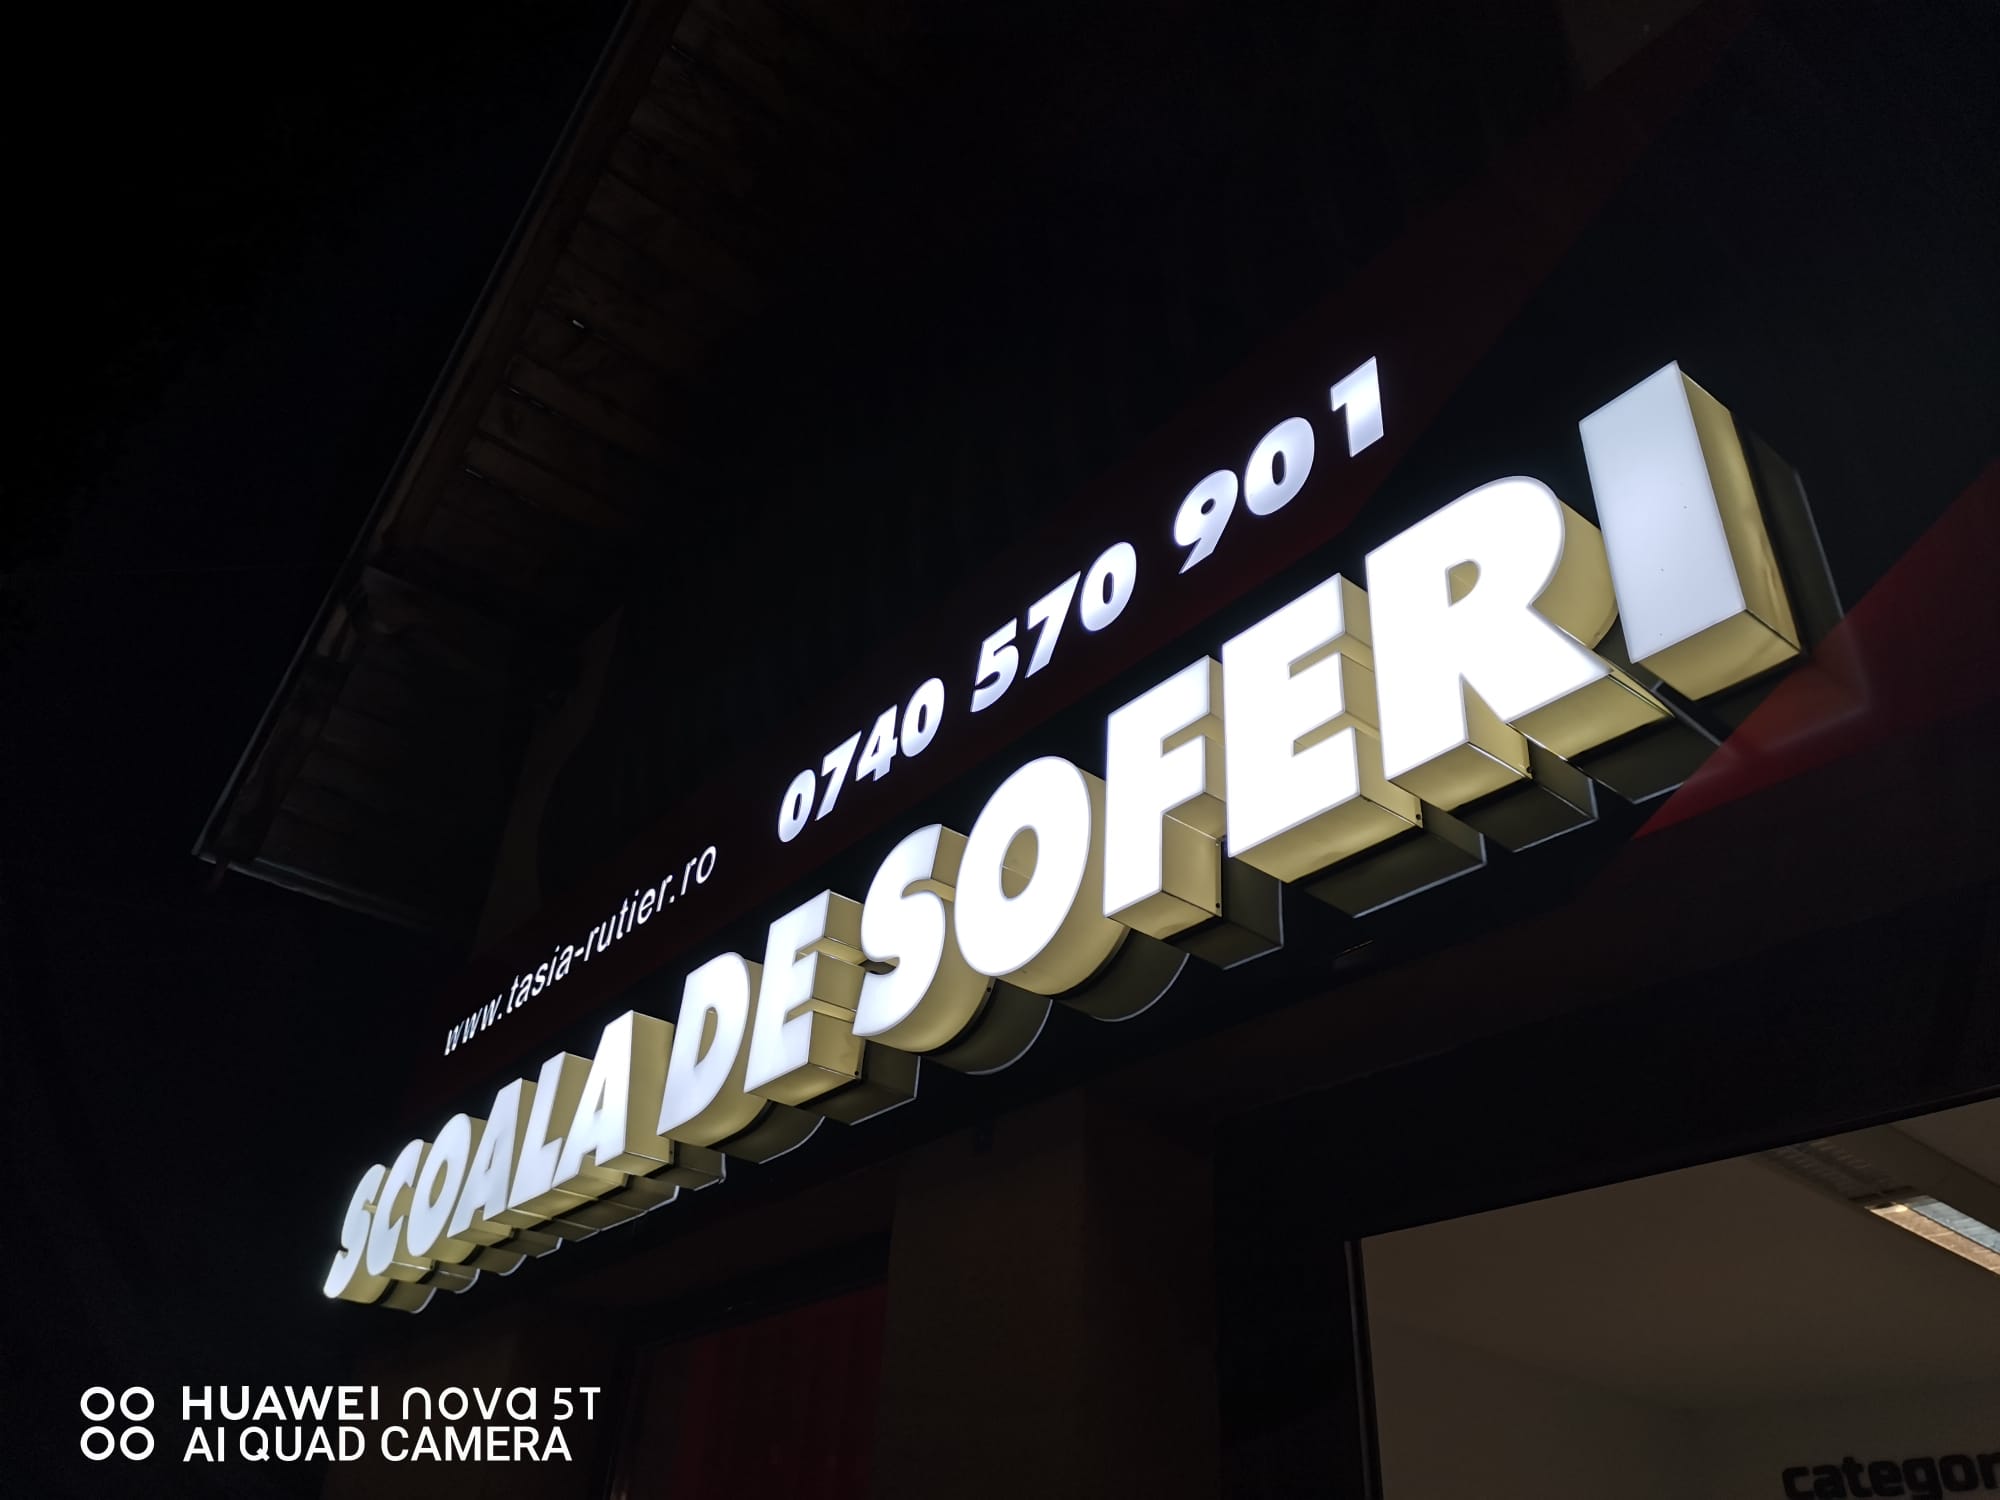 www.tasia-rutier.ro 0740 570 901
SCOALA DE SOFERI
HUAWEI nova 5T
AI QUAD CAMERA